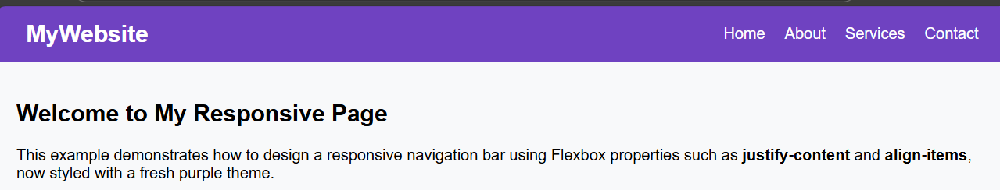 MyWebsite Home About Services Contact
Welcome to My Responsive Page
This example demonstrates how to design a responsive navigation bar using Flexbox properties such as justify-content and align-items,
now styled with a fresh purple theme.